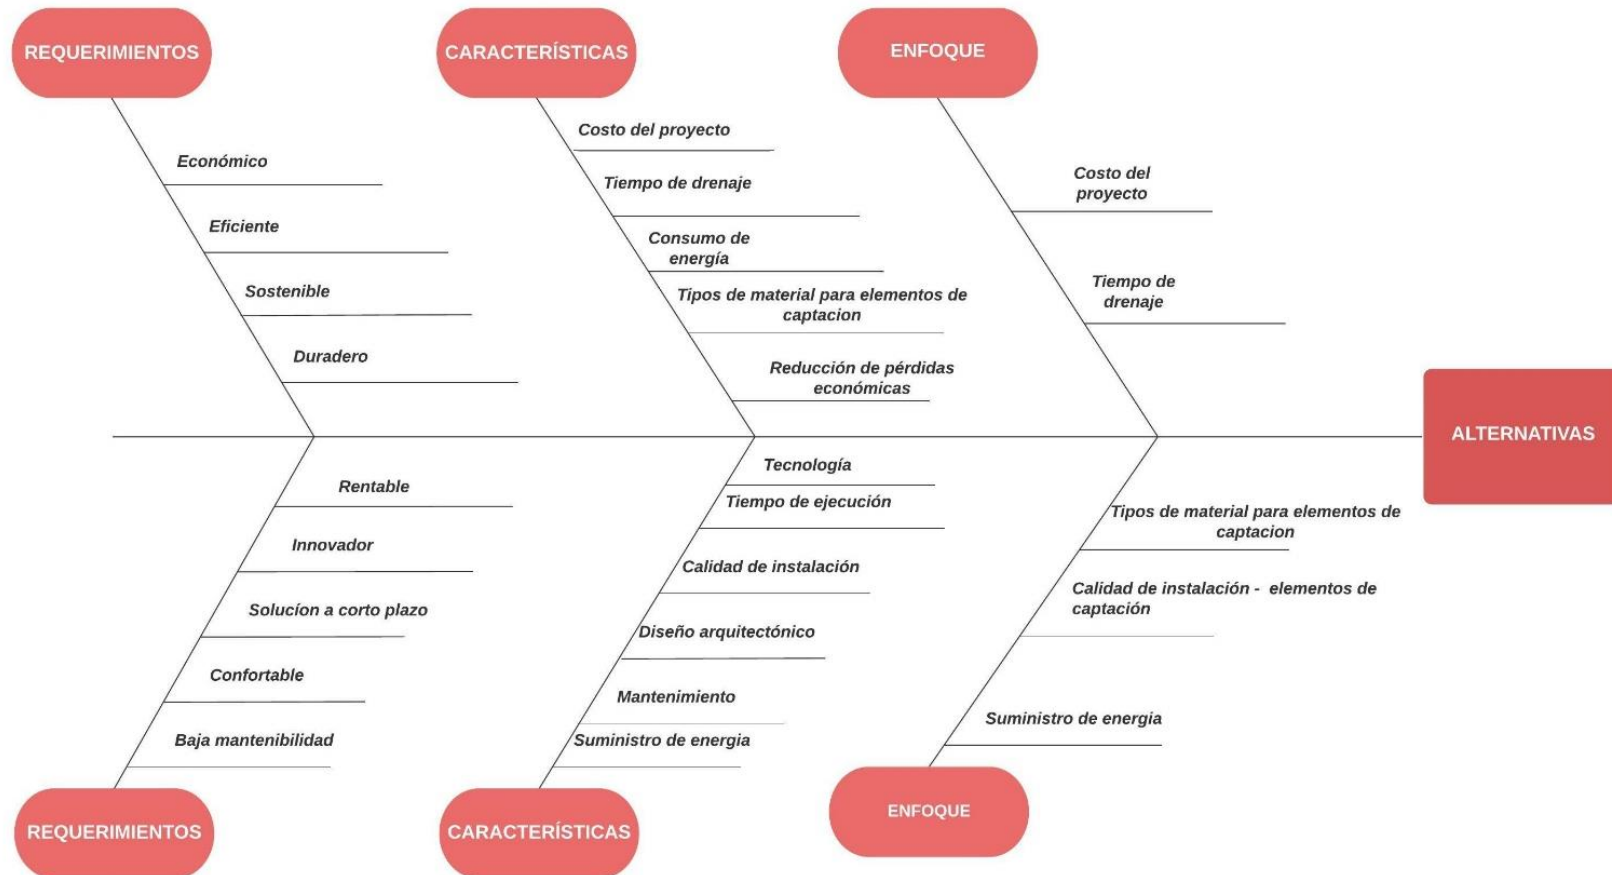 REQUERIMIENTOS
CARACTERÍSTICAS
ENFOQUE
Económico
Eficiente
Sostenible
Duradero
Costo del proyecto
Tiempo de drenaje
Consumo de
energía
Tipos de material para elementos de
captacion
Reducción de pérdidas
económicas
Costo del
proyecto
Tiempo de
drenaje
ALTERNATIVAS
Rentable
Innovador
Solucíon a corto plazo
Confortable
Baja mantenibilidad
Tecnología
Tiempo de ejecución
Calidad de instalación
Diseño arquitectónico
Mantenimiento
Suministro de energia
Tipos de material para elementos de
captacion
Calidad de instalación - elementos de
captación
Suministro de energia
REQUERIMIENTOS
CARACTERÍSTICAS
ENFOQUE